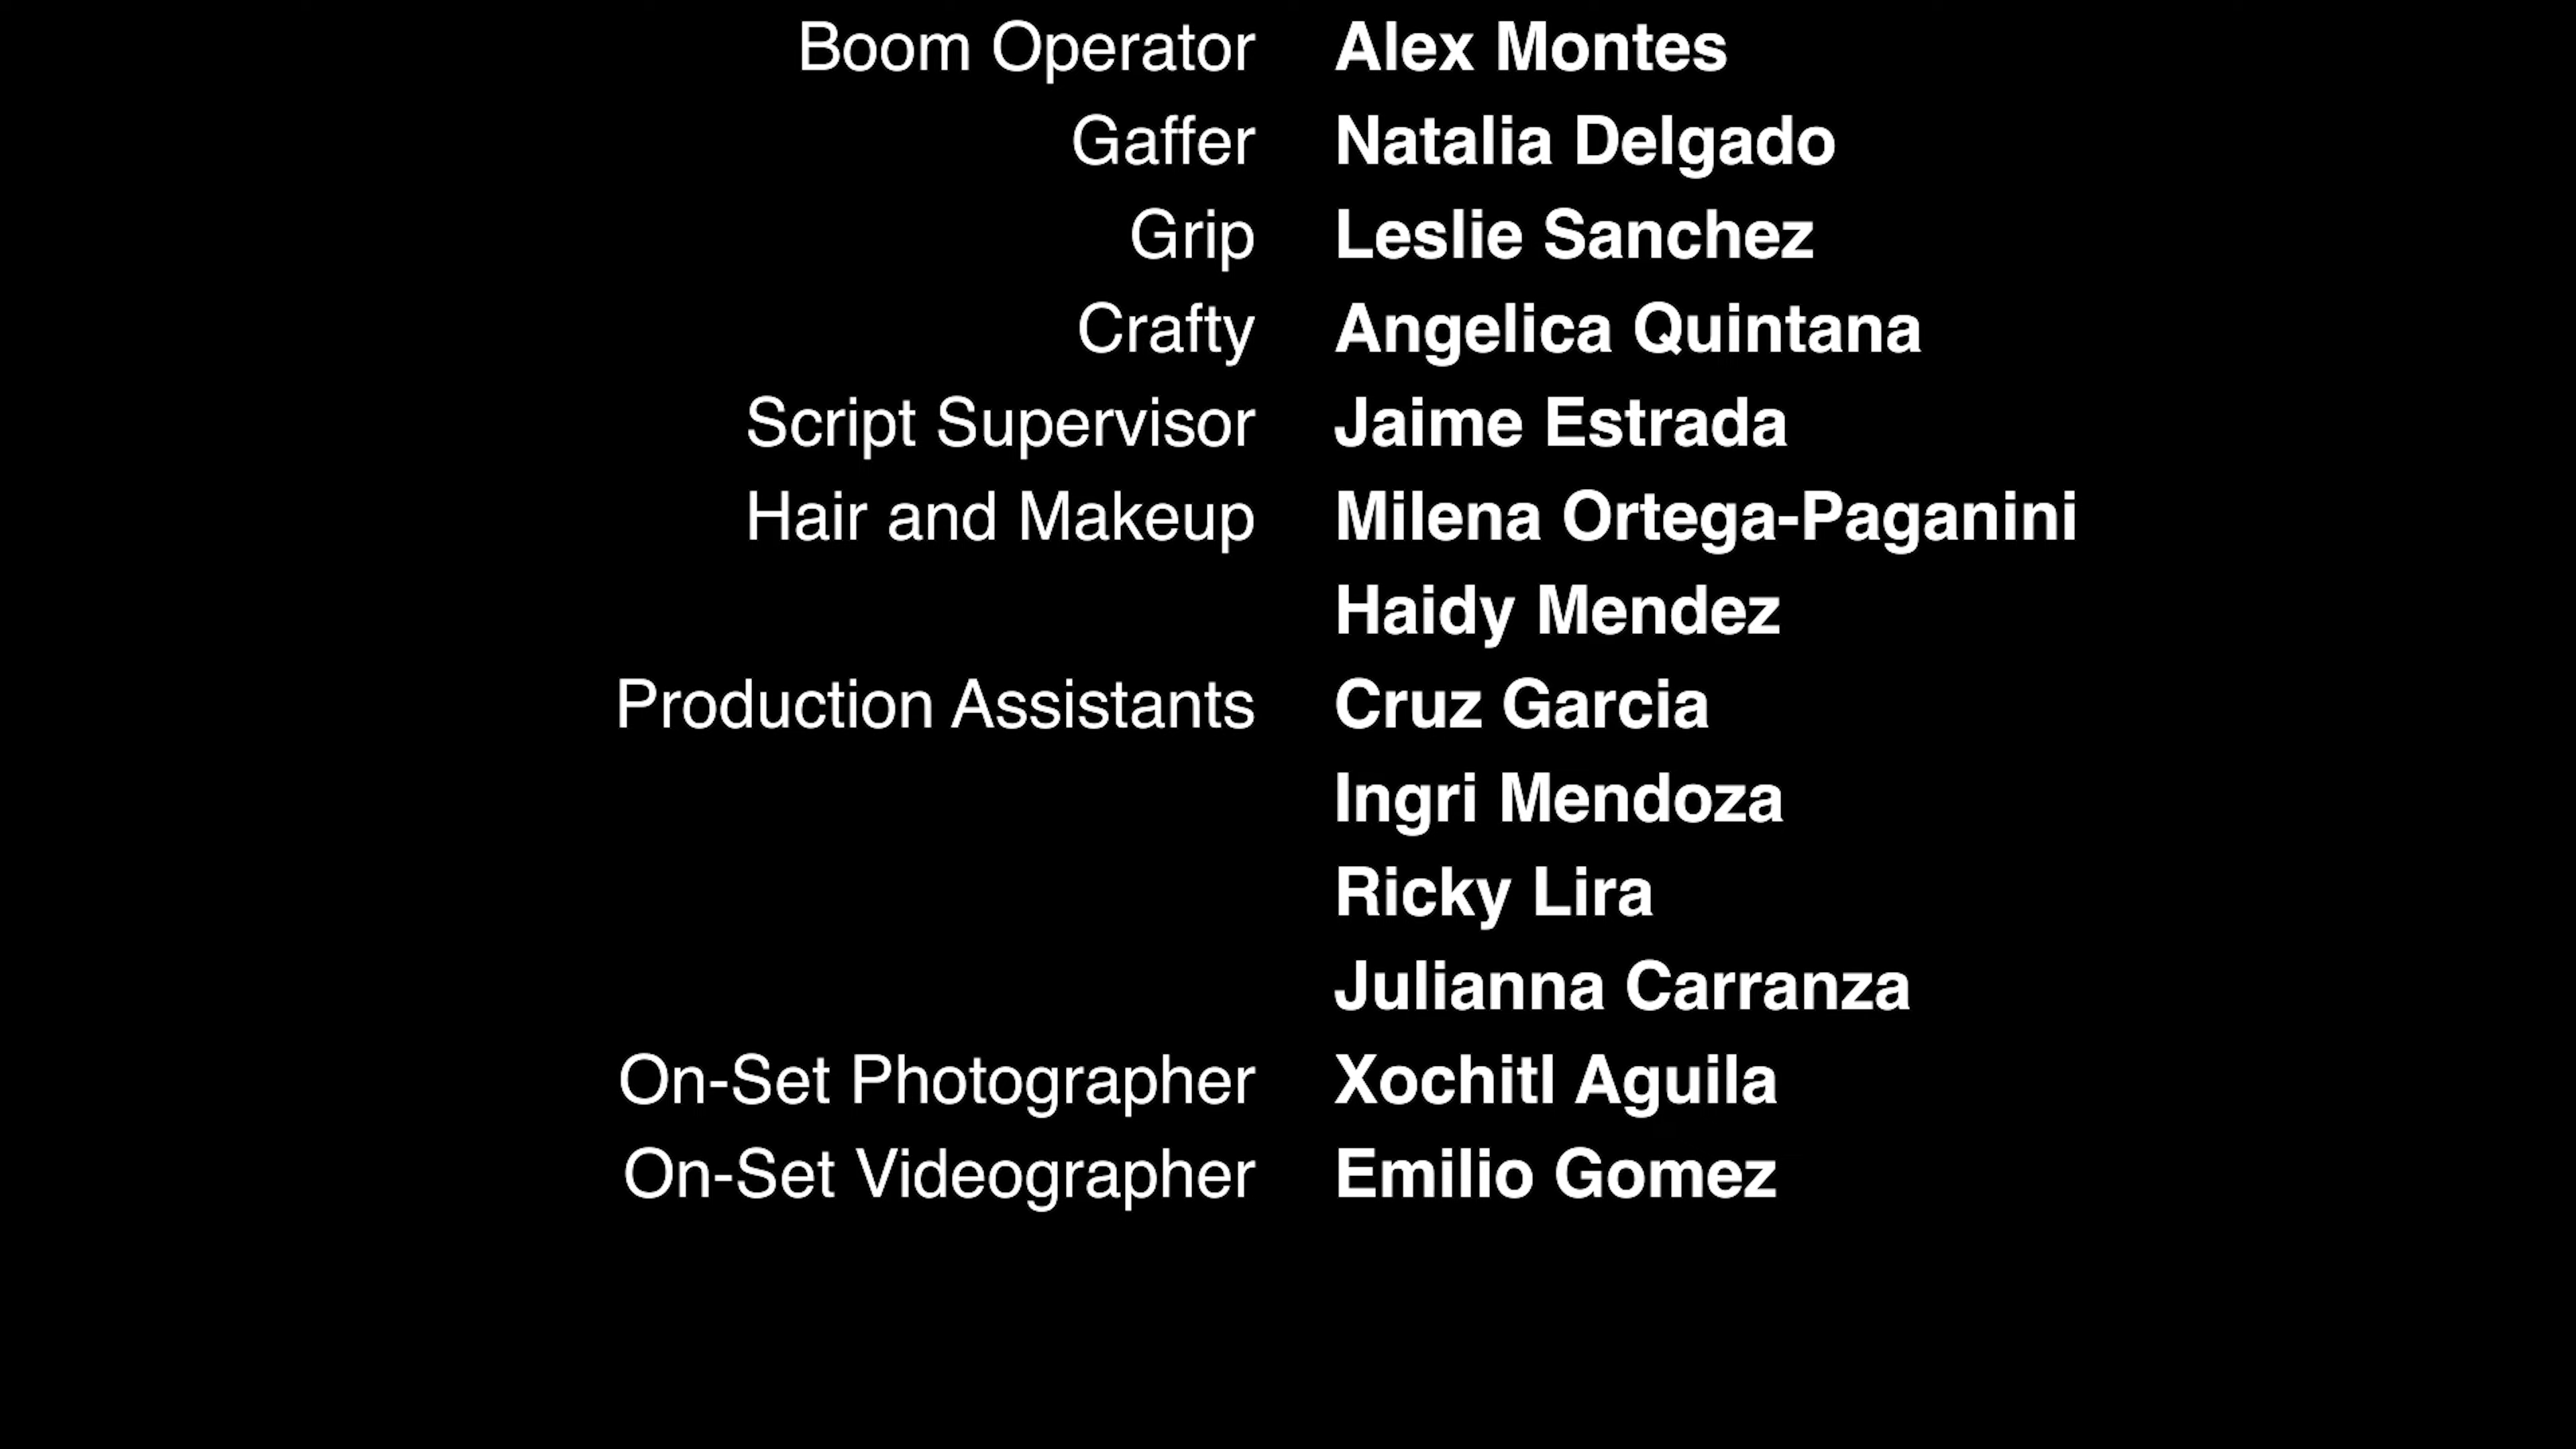 Boom Operator Alex Montes
Gaffer Natalia Delgado
Grip Leslie Sanchez
Crafty Angelica Quintana
Script Supervisor Jaime Estrada
Hair and Makeup Milena Ortega-Paganini
Haidy Mendez
Production Assistants Cruz Garcia
Ingri Mendoza
Ricky Lira
Julianna Carranza
On-Set Photographer Xochitl Aguila
On-Set Videographer Emilio Gomez